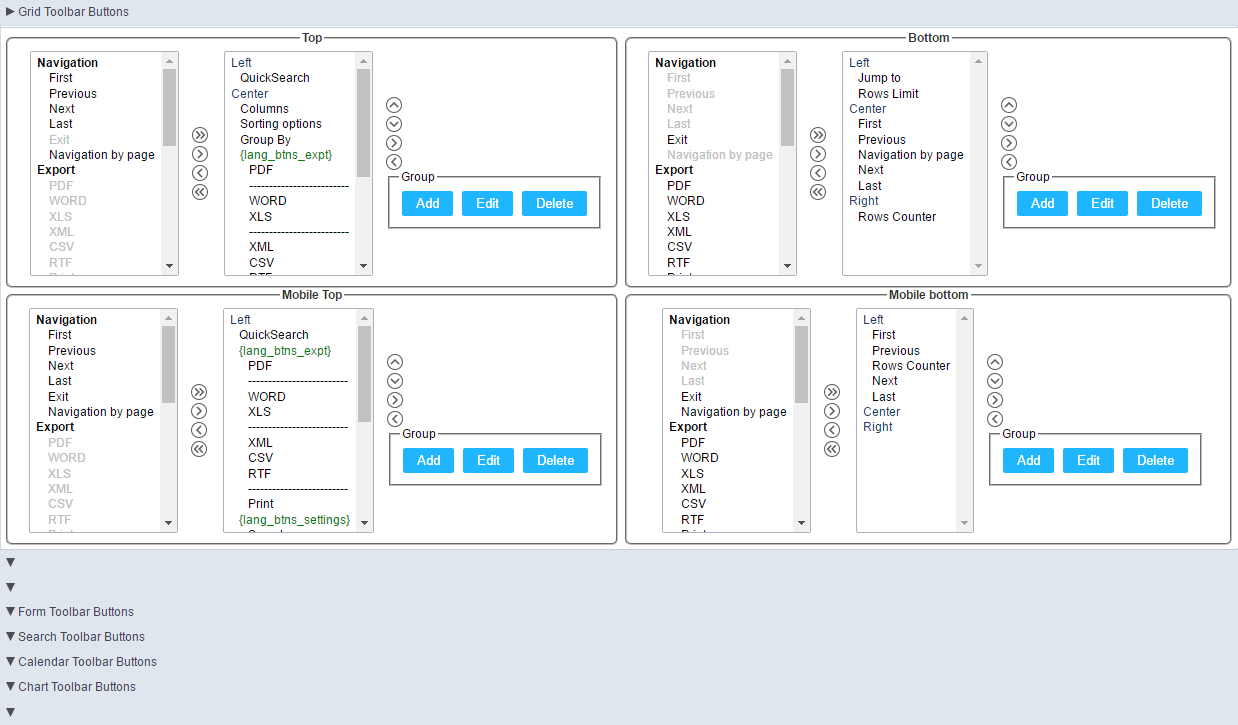 Grid Toolbar Buttons
Top
Navigation
First
Previous
Next
Last
Exit
Navigation by page
Export
PDF
WORD
XLS
XML
CSV
RTF
Left
QuickSearch
Center
Columns
Sorting options
Group By
{lang_btns_expt}
PDF
-------------------------
WORD
XLS
-------------------------
XML
CSV
RTF
Group
Add Edit Delete
Bottom
Navigation
First
Previous
Next
Last
Exit
Navigation by page
Export
PDF
WORD
XLS
XML
CSV
RTF
Left
Jump to
Rows Limit
Center
First
Previous
Navigation by page
Next
Last
Right
Rows Counter
Group
Add Edit Delete
Mobile Top
Navigation
First
Previous
Next
Last
Exit
Navigation by page
Export
PDF
WORD
XLS
XML
CSV
RTF
Left
QuickSearch
{lang_btns_expt}
PDF
-------------------------
WORD
XLS
-------------------------
XML
CSV
RTF
-------------------------
Print
{lang_btns_settings}
Group
Add Edit Delete
Mobile bottom
Navigation
First
Previous
Next
Last
Exit
Navigation by page
Export
PDF
WORD
XLS
XML
CSV
RTF
Left
First
Previous
Rows Counter
Next
Last
Center
Right
Group
Add Edit Delete
Form Toolbar Buttons
Search Toolbar Buttons
Calendar Toolbar Buttons
Chart Toolbar Buttons